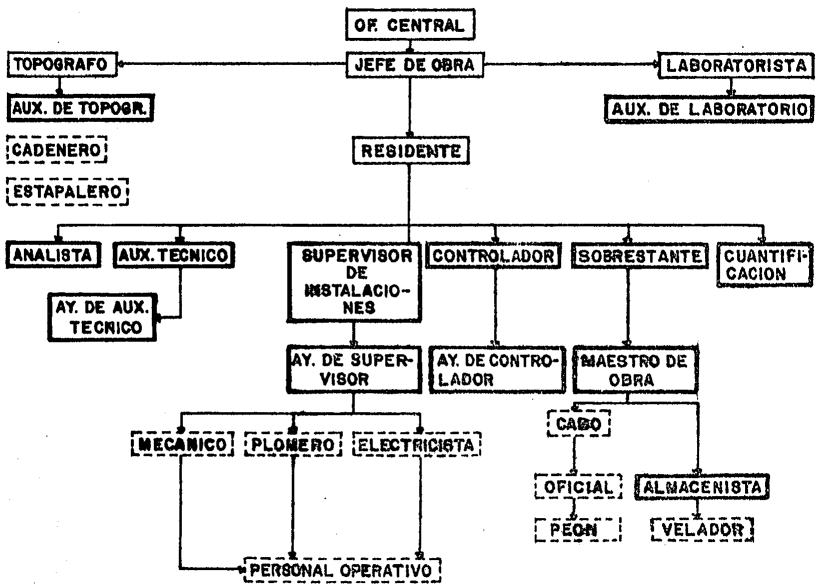 OF. CENTRAL
TOPOGRAFO
JEFE DE OBRA
LABORATORISTA
AUX. DE TOPOGR.
AUX. DE LABORATORIO
CADENERO
RESIDENTE
ESTAPALERO
ANALISTA
AUX. TECNICO
SUPERVISOR
DE
INSTALACIO-
NES
CONTROLADOR
SOBRESTANTE
CUANTIFI-
CACION
AY. DE AUX.
TECNICO
AY. DE SUPER-
VISOR
AY. DE CONTRO-
LADOR
MAESTRO DE
OBRA
MECANICO
PLOMERO
ELECTRICISTA
CABO
OFICIAL
ALMACENISTA
PEON
VELADOR
PERSONAL OPERATIVO